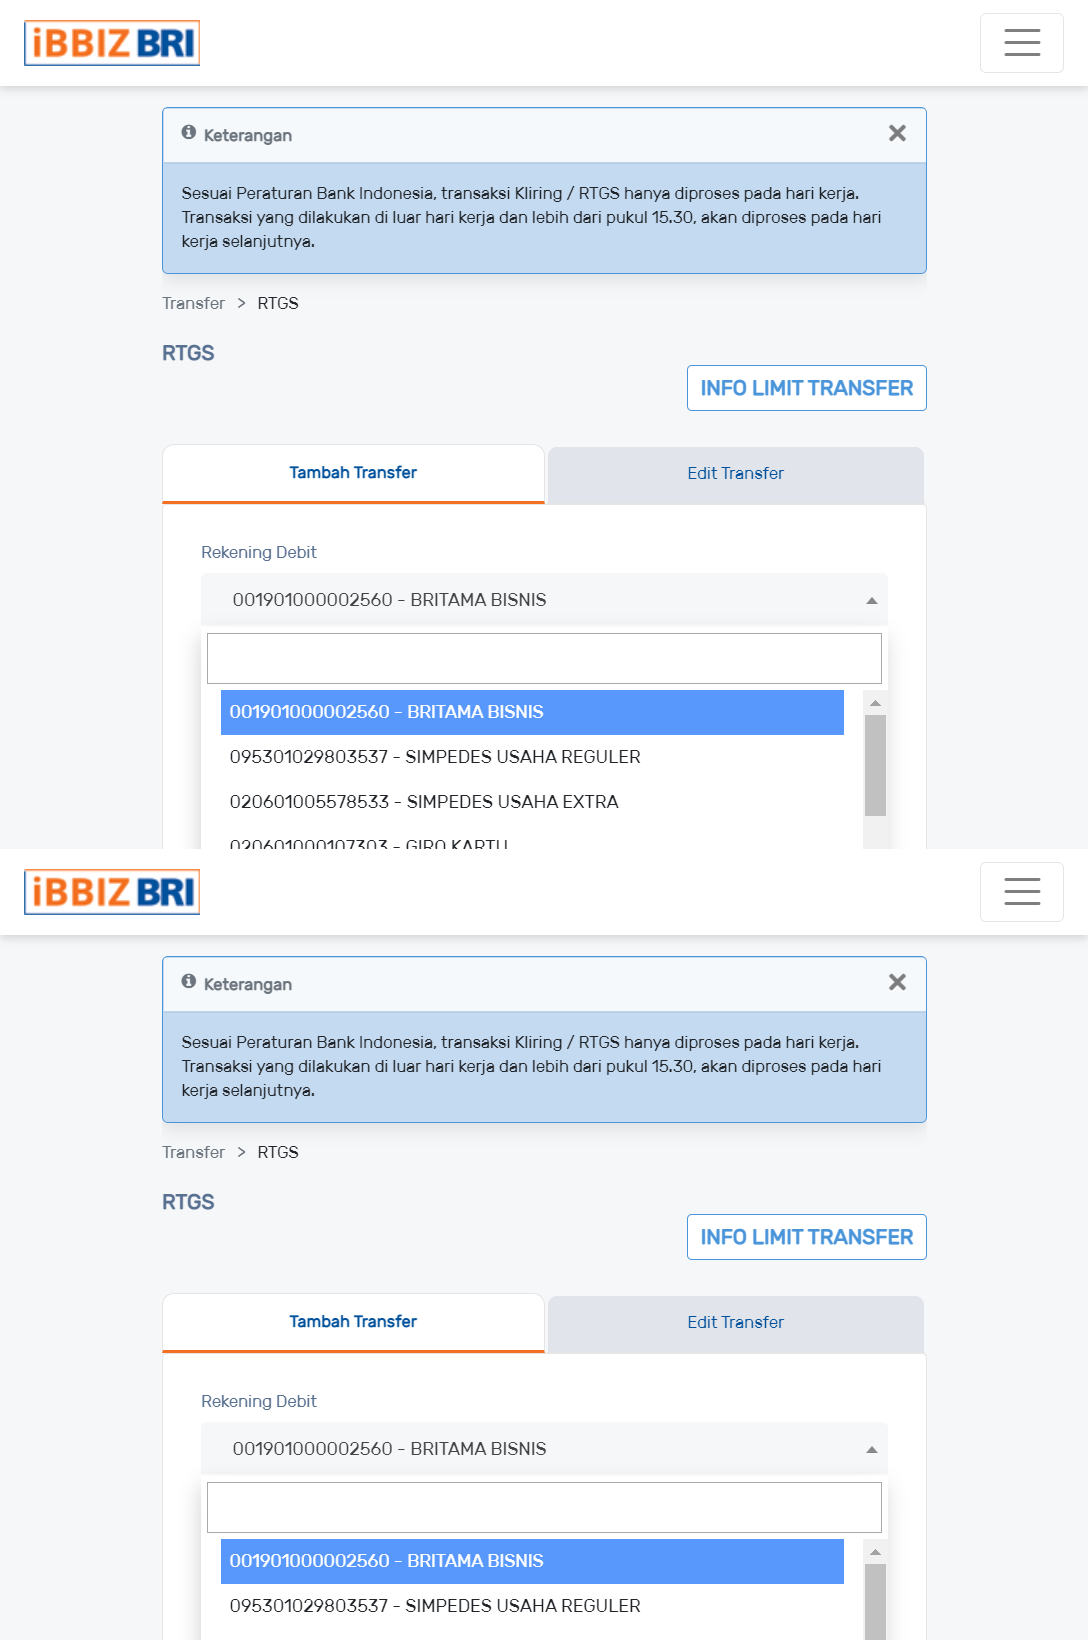 iBBIZ BRI
Keterangan
Sesuai Peraturan Bank Indonesia, transaksi Kliring / RTGS hanya diproses pada hari kerja.
Transaksi yang dilakukan di luar hari kerja dan lebih dari pukul 15.30, akan diproses pada hari
kerja selanjutnya.
Transfer > RTGS
RTGS
INFO LIMIT TRANSFER
Tambah Transfer
Edit Transfer
Rekening Debit
001901000002560 - BRITAMA BISNIS
001901000002560 - BRITAMA BISNIS
095301029803537 - SIMPEDES USAHA REGULER
020601005578533 - SIMPEDES USAHA EXTRA
020601000107303 - GIRO KARTU
iBBIZ BRI
Keterangan
Sesuai Peraturan Bank Indonesia, transaksi Kliring / RTGS hanya diproses pada hari kerja.
Transaksi yang dilakukan di luar hari kerja dan lebih dari pukul 15.30, akan diproses pada hari
kerja selanjutnya.
Transfer > RTGS
RTGS
INFO LIMIT TRANSFER
Tambah Transfer
Edit Transfer
Rekening Debit
001901000002560 - BRITAMA BISNIS
001901000002560 - BRITAMA BISNIS
095301029803537 - SIMPEDES USAHA REGULER